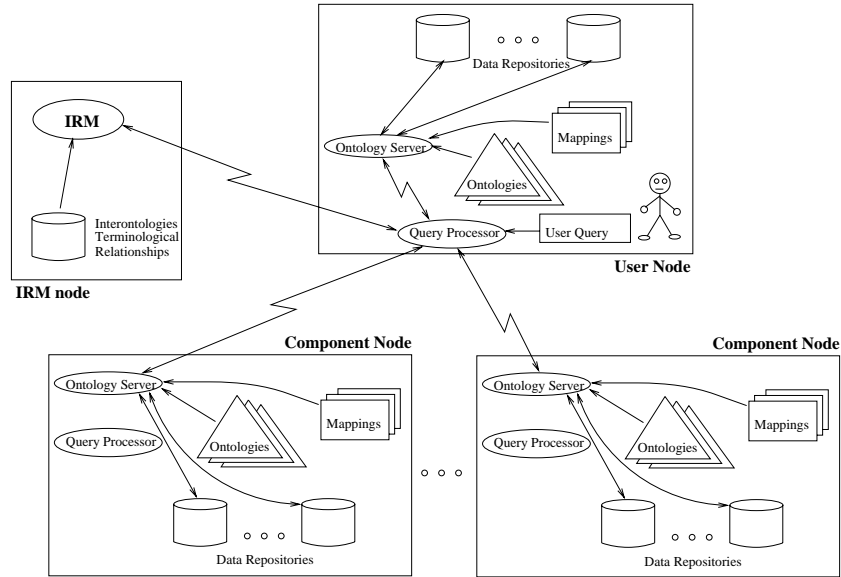 Data Repositories
IRM
Mappings
Ontology Server
Ontologies
Interontologies
Terminological
Relationships
Query Processor
User Query
User Node
IRM node
Component Node
Component Node
Ontology Server
Ontology Server
Mappings
Mappings
Query Processor
Ontologies
Query Processor
Ontologies
Data Repositories
Data Repositories